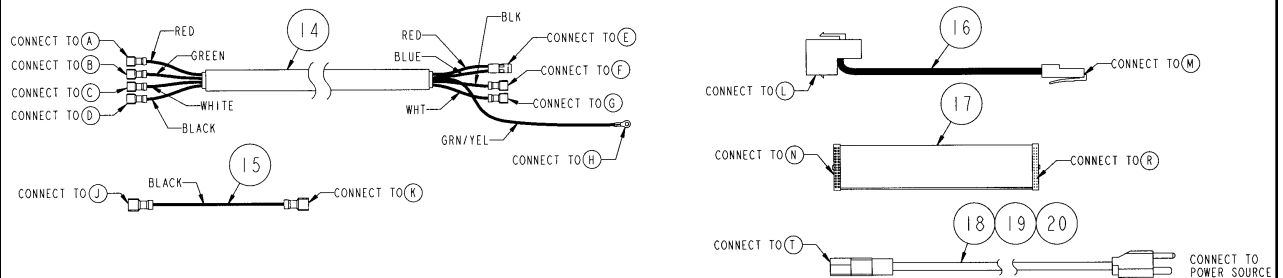 14
BLK
RED
RED
CONNECT TO A
CONNECT TO E
GREEN
BLUE
CONNECT TO B
CONNECT TO F
CONNECT TO C
WHITE
WHT
CONNECT TO G
CONNECT TO D
BLACK
GRN/YEL
CONNECT TO H
15
BLACK
CONNECT TO J
CONNECT TO K
16
CONNECT TO M
CONNECT TO L
17
CONNECT TO N
CONNECT TO R
18 19 20
CONNECT TO T
CONNECT TO
POWER SOURCE